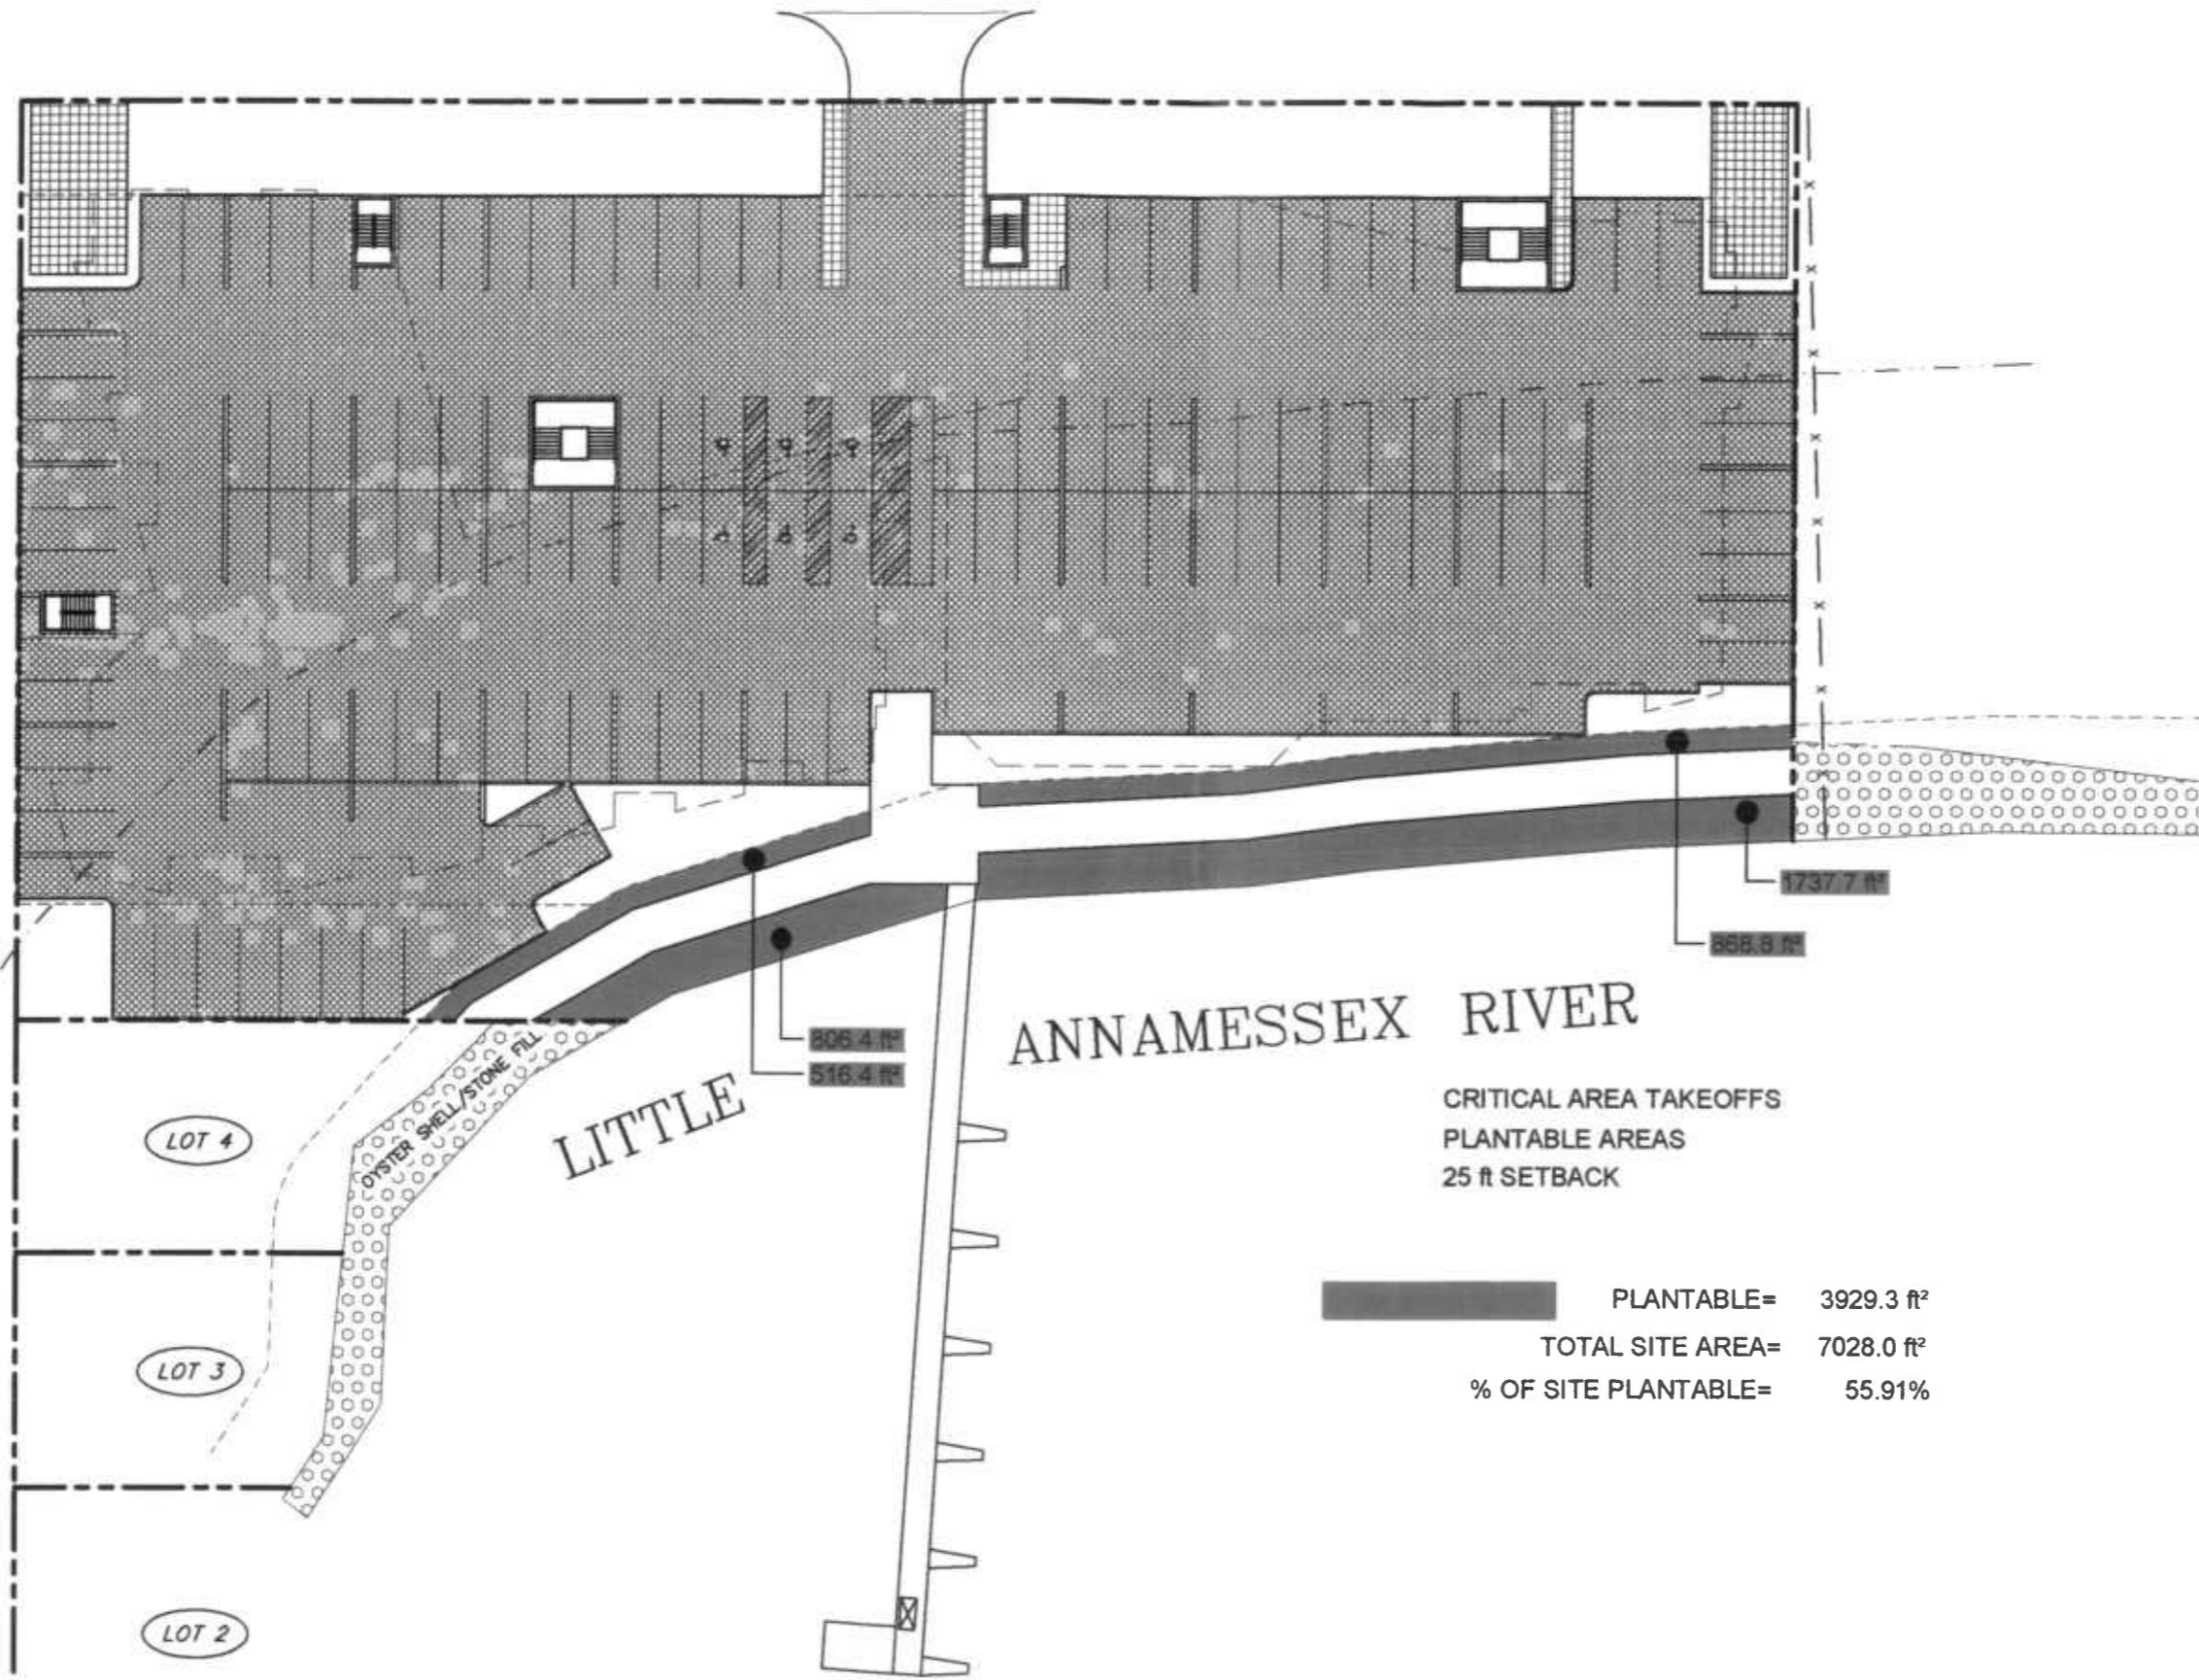 1737.7 ft²
868.8 ft²
806.4 ft²
516.4 ft²
LITTLE ANNAMESSEX RIVER
OYSTER SHELL/STONE FILL
LOT 4
LOT 3
LOT 2
CRITICAL AREA TAKEOFFS
PLANTABLE AREAS
25 ft SETBACK
PLANTABLE= 3929.3 ft²
TOTAL SITE AREA= 7028.0 ft²
% OF SITE PLANTABLE= 55.91%